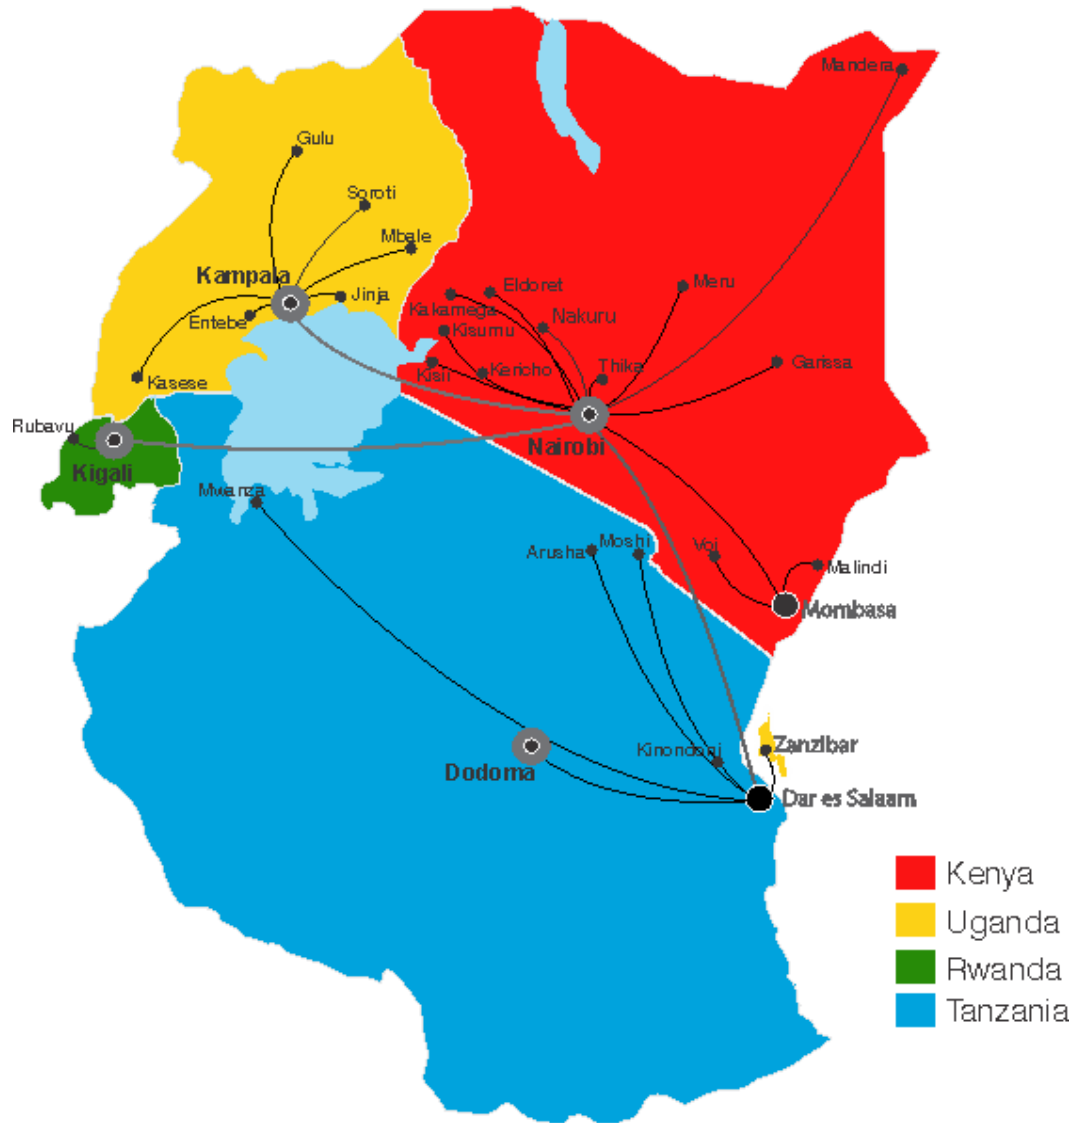 Mandera
Gulu
Soroti
Mbale
Kampala
Jinja
Entebe
Kasese
Eldoret
Meru
Kakamega
Nakuru
Kisumu
Thika
Garissa
Kisii
Kericho
Nairobi
Rubavu
Kigali
Mwanza
Arusha
Moshi
Voi
Malindi
Mombasa
Kinondoni
Zanzibar
Dodoma
Dar es Salaam
Kenya
Uganda
Rwanda
Tanzania